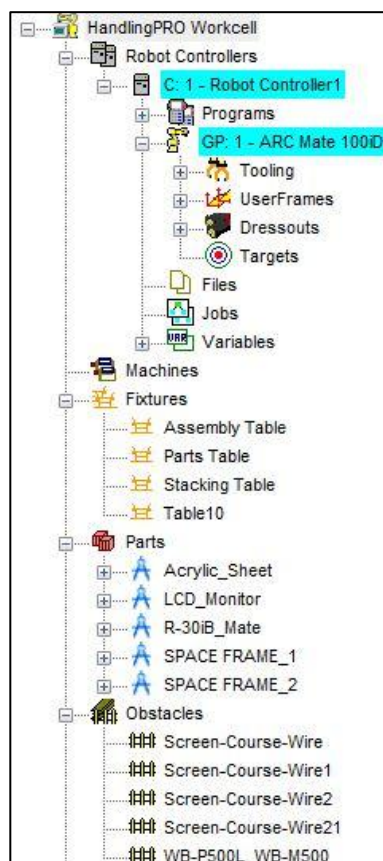 HandlingPRO Workcell
Robot Controllers
C: 1 - Robot Controller1
Programs
GP: 1 - ARC Mate 100iD
Tooling
UserFrames
Dressouts
Targets
Files
Jobs
VAR
Variables
Machines
Fixtures
Assembly Table
Parts Table
Stacking Table
Table10
Parts
Acrylic_Sheet
LCD_Monitor
R-30iB_Mate
SPACE FRAME_1
SPACE FRAME_2
Obstacles
Screen-Course-Wire
Screen-Course-Wire1
Screen-Course-Wire2
Screen-Course-Wire21
WB-P500L_WB-M500